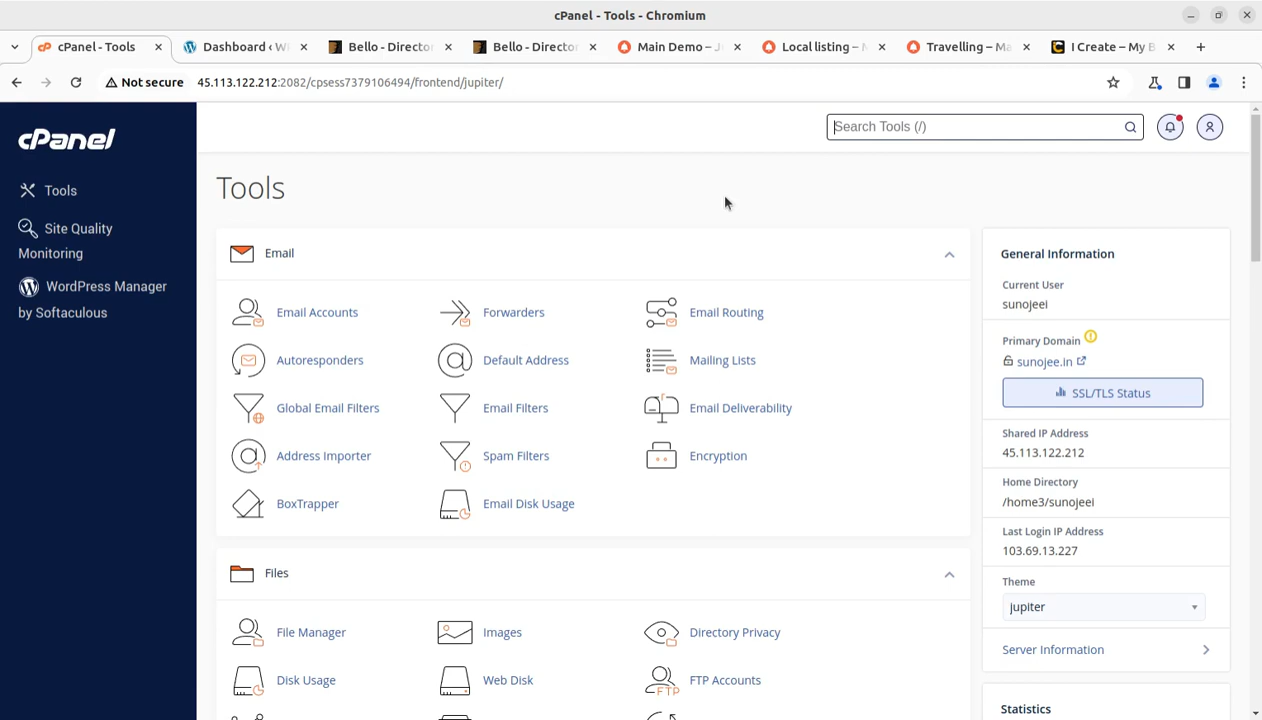 cPanel - Tools - Chromium
cPanel - Tools
Dashboard ‹ W
Bello - Director
Bello - Director
Main Demo – J
Local listing – M
Travelling – Ma
I Create – My B
Not secure
45.113.122.212:2082/cpsess7379106494/frontend/jupiter/
cPanel
Search Tools (/)
Tools
Site Quality
Monitoring
WordPress Manager
by Softaculous
Tools
Email
Email Accounts
Forwarders
Email Routing
Autoresponders
Default Address
Mailing Lists
Global Email Filters
Email Filters
Email Deliverability
Address Importer
Spam Filters
Encryption
BoxTrapper
Email Disk Usage
Files
File Manager
Images
Directory Privacy
Disk Usage
Web Disk
FTP
FTP Accounts
General Information
Current User
sunojeei
Primary Domain
sunojee.in
SSL/TLS Status
Shared IP Address
45.113.122.212
Home Directory
/home3/sunojeei
Last Login IP Address
103.69.13.227
Theme
jupiter
Server Information
Statistics